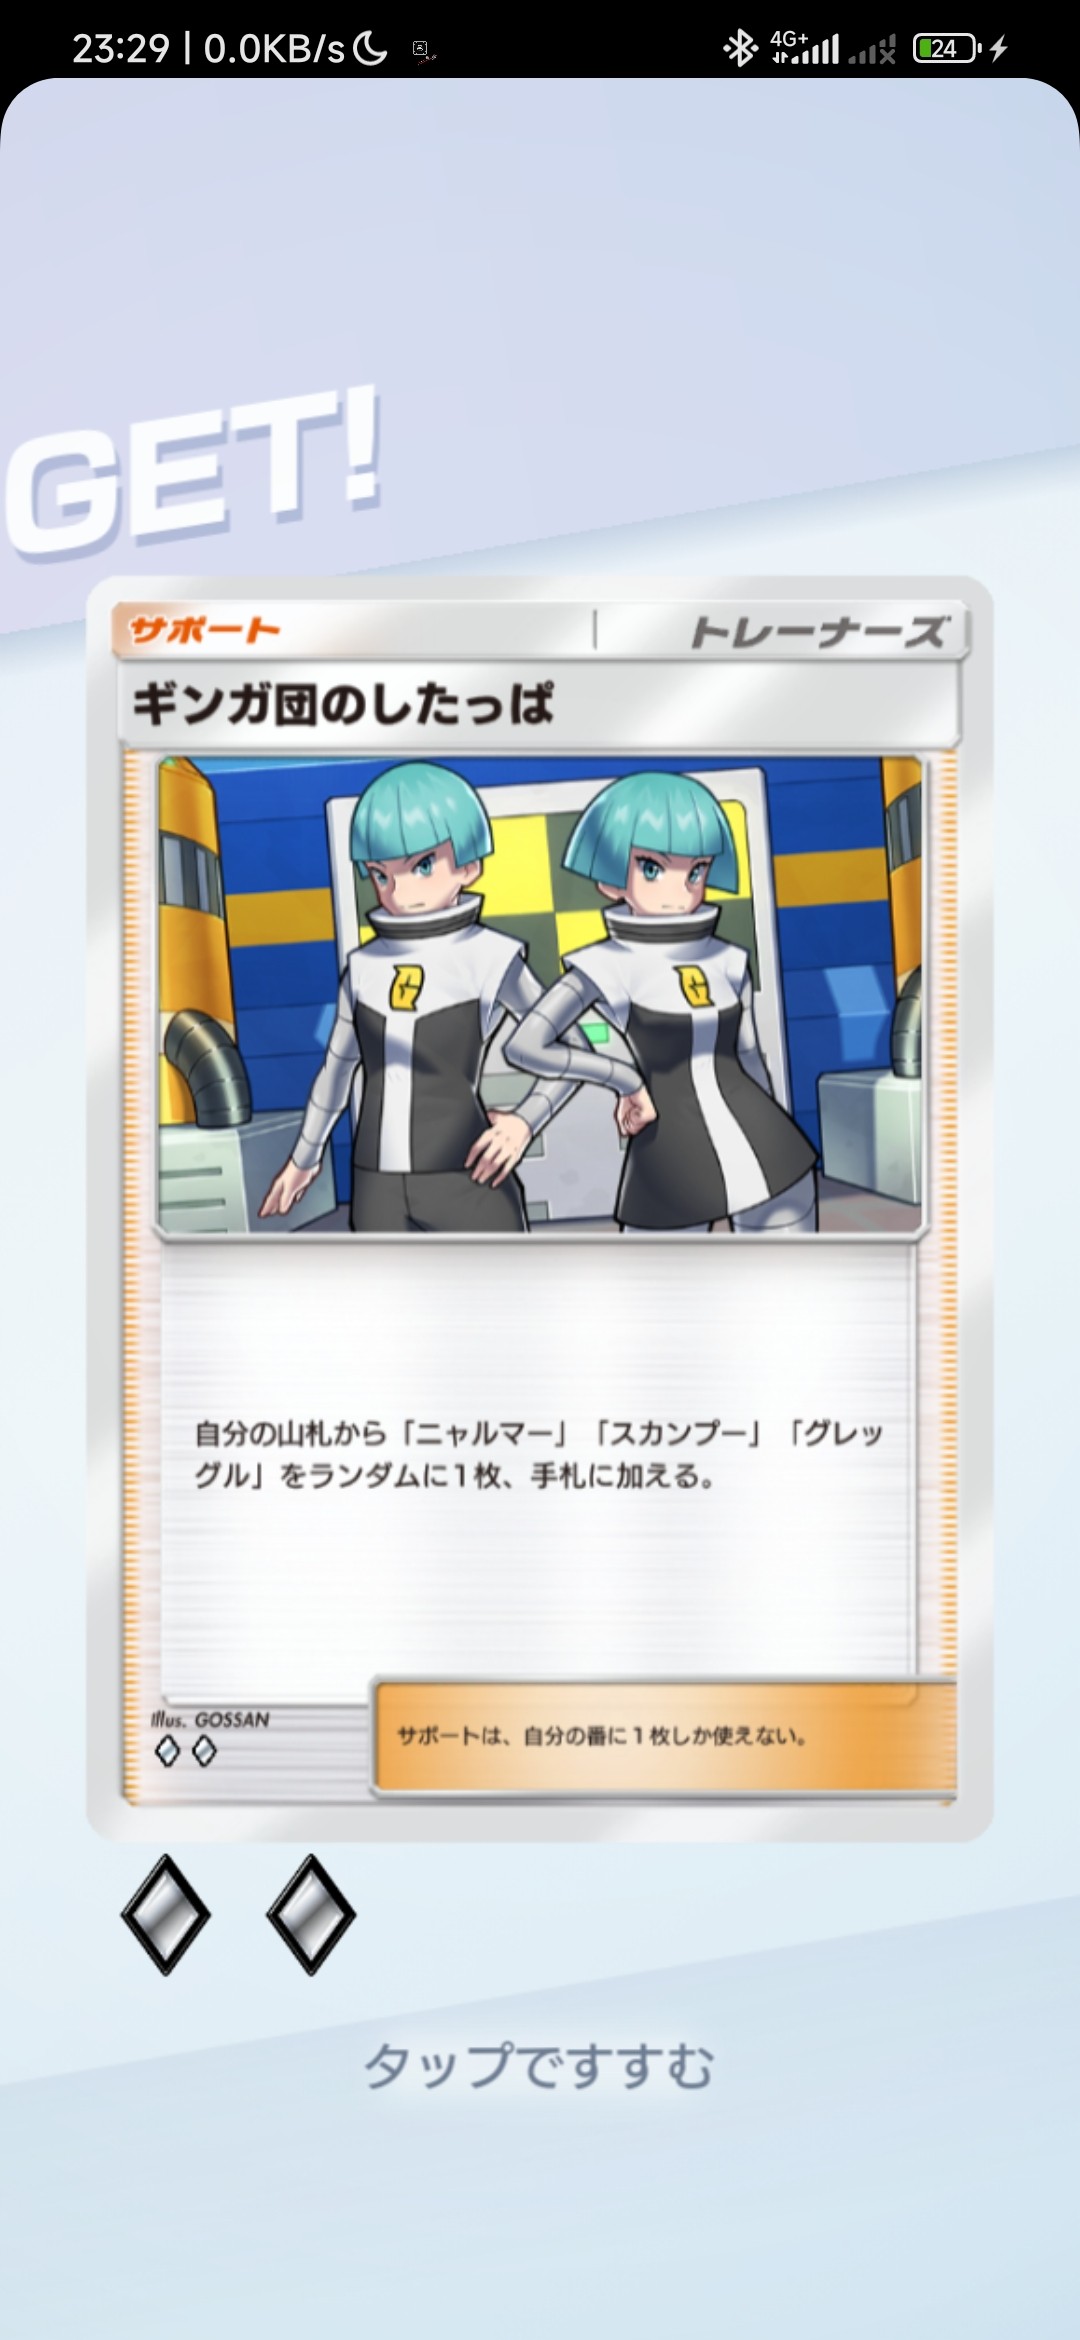 23:29 | 0.0KB/s
4G+
24
GET!
サポート
トレーナーズ
ギンガ団のしたっぱ
自分の山札から「ニャルマー」「スカンプー」「グレッ
グル」をランダムに1枚、手札に加える。
Illus. GOSSAN
サポートは、自分の番に1枚しか使えない。
タップですすむ